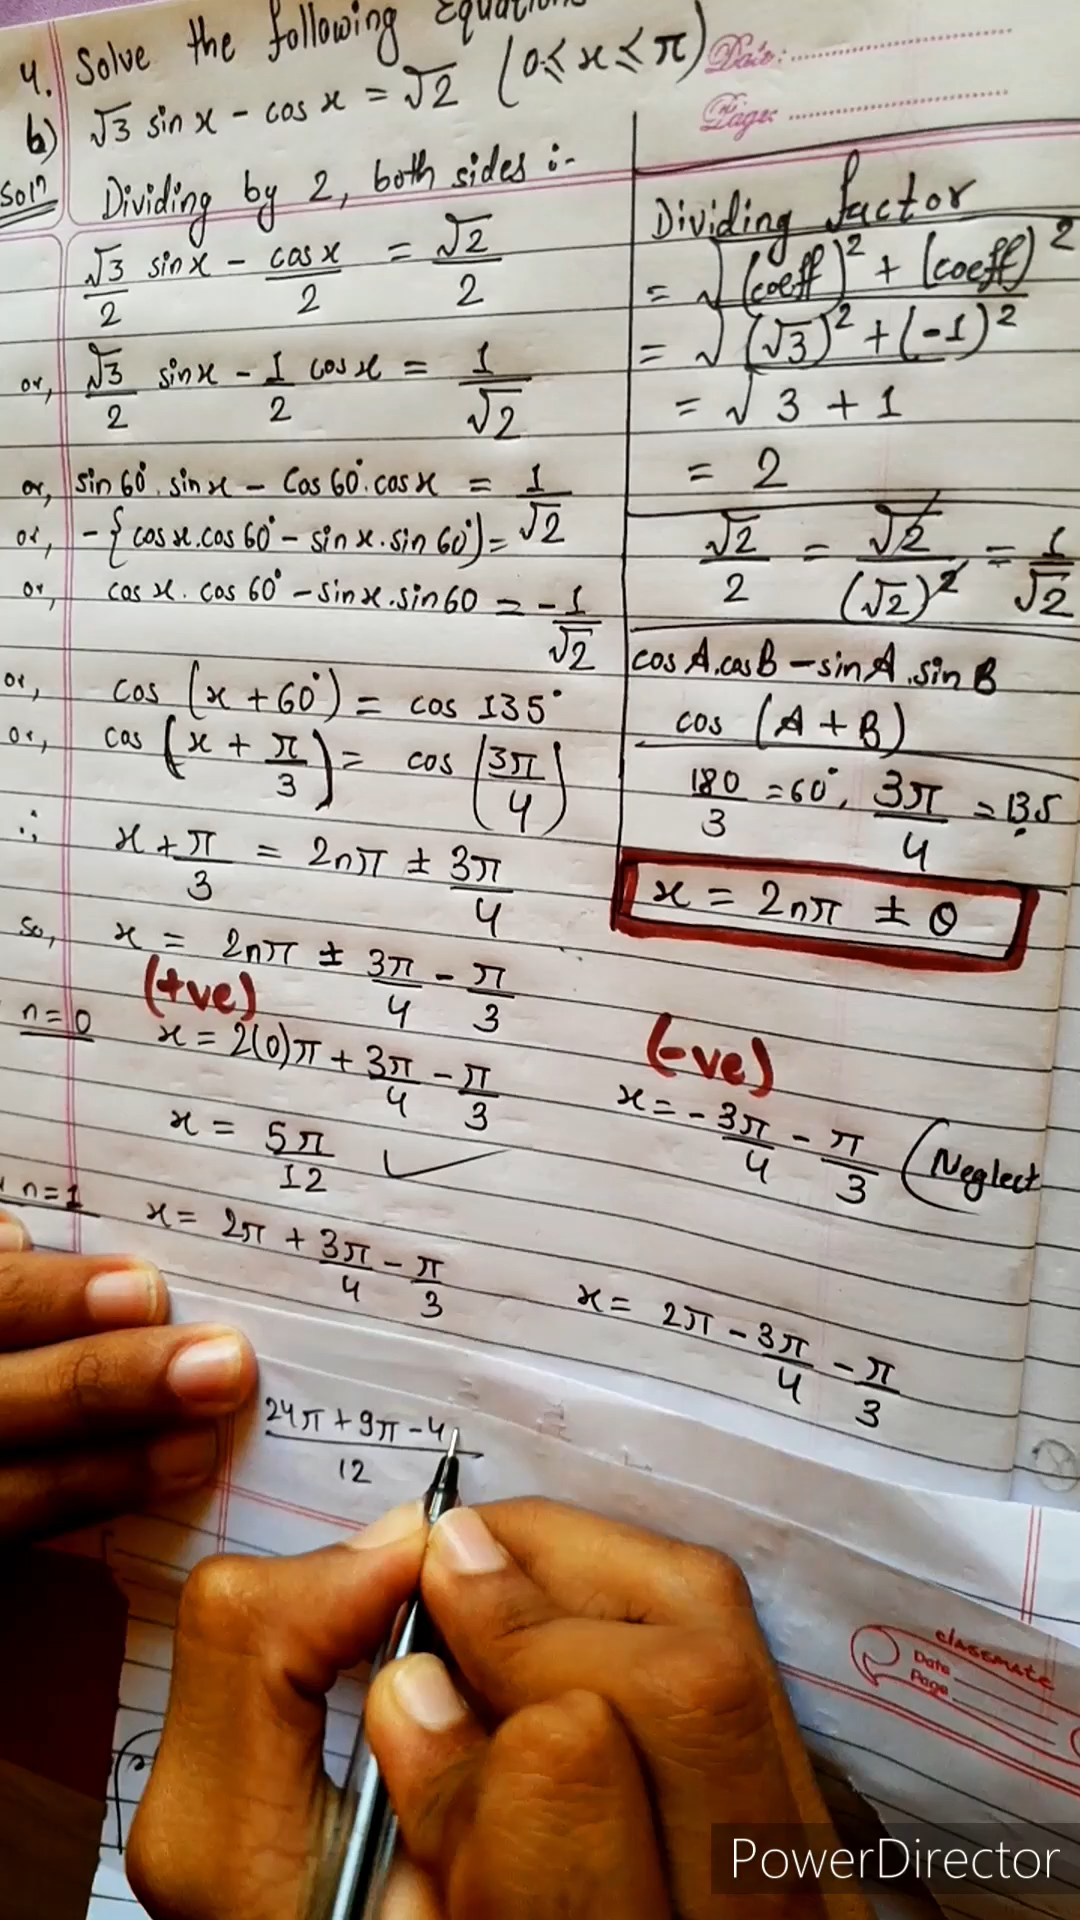 4. Solve the following Equation
b) √3 sin x - cos x = √2 (0 ≤ x ≤ π)
Date:
Page:
Soln Dividing by 2, both sides :-
√3/2 sin x - cos x/2 = √2/2
or, √3/2 sin x - 1/2 cos x = 1/√2
or, sin 60°. sin x - Cos 60°. cos x = 1/√2
or, -{cos x. cos 60° - sin x. sin 60°} = 1/√2
or, cos x. cos 60° - sin x. sin 60 = -1/√2
or, cos (x + 60°) = cos 135°
or, cos (x + π/3) = cos (3π/4)
∴ x + π/3 = 2nπ ± 3π/4
so, x = 2nπ ± 3π/4 - π/3
(+ve)
n=0 x = 2(0)π + 3π/4 - π/3
x = 5π/12 ✓
n=1 x = 2π + 3π/4 - π/3
24π + 9π - 4
12
Dividing factor
= √(coeff)² + (coeff)²
= √(√3)² + (-1)²
= √3 + 1
= 2
√2/2 = √2/(√2)² = 1/√2
cos A. cos B - sin A. sin B
cos (A + B)
180/3 = 60°, 3π/4 = 135
x = 2nπ ± θ
(-ve)
x = - 3π/4 - π/3 (Neglect
x = 2π - 3π/4 - π/3
classmate
Date
Page
PowerDirector